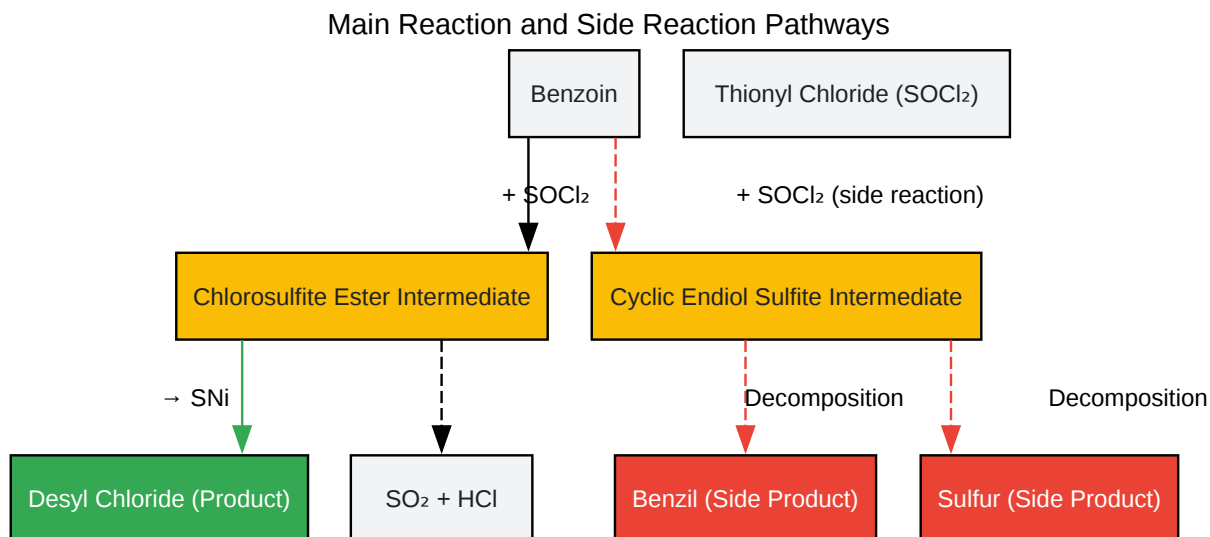 Main Reaction and Side Reaction Pathways
Benzoin
Thionyl Chloride (SOCl₂)
+ SOCl₂
+ SOCl₂ (side reaction)
Chlorosulfite Ester Intermediate
Cyclic Endiol Sulfite Intermediate
→ SNi
Decomposition
Decomposition
Desyl Chloride (Product)
SO₂ + HCl
Benzil (Side Product)
Sulfur (Side Product)